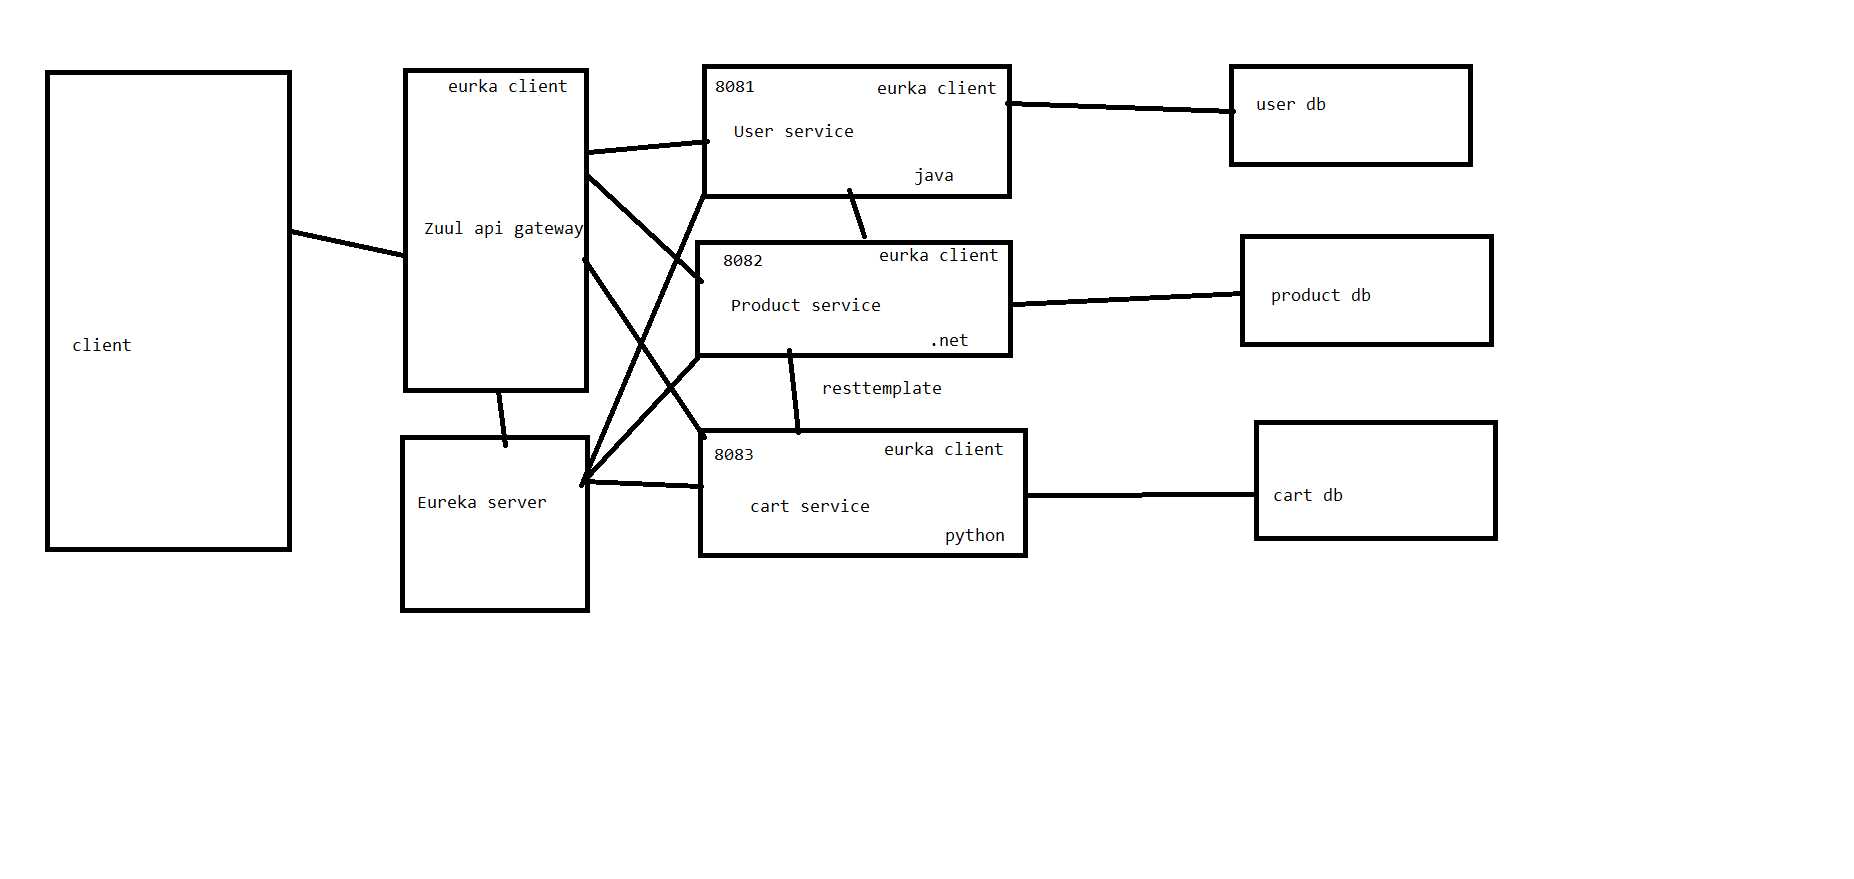 client
eurka client
Zuul api gateway
Eureka server
8081
eurka client
User service
java
8082
eurka client
Product service
.net
resttemplate
8083
eurka client
cart service
python
user db
product db
cart db